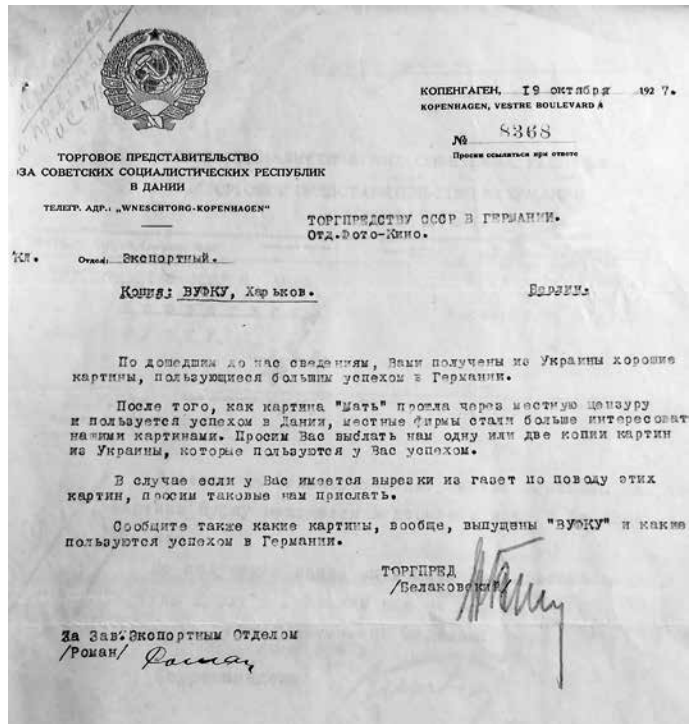 КОПЕНГАГЕН, 19 октября 1927.
KOPENHAGEN, VESTRE BOULEVARD 4
№ 8368
Просим ссылаться при ответе
ТОРГОВОЕ ПРЕДСТАВИТЕЛЬСТВО
ЮЗА СОВЕТСКИХ СОЦИАЛИСТИЧЕСКИХ РЕСПУБЛИК
В ДАНИИ
ТЕЛЕГР. АДР.: „WNESCHTORG-KOPENHAGEN"
ТОРГПРЕДСТВУ СССР В ГЕРМАНИИ.
Отд.Фото-Кино.
КЛ. Отдел: Экспортный.
Копия: ВУФКУ, Харьков. Берлин.
По дошедшим до нас сведениям, Вами получены из Украины хорошие
картины, пользующиеся большим успехом в Германии.
После того, как картина "Мать" прошла через местную цензуру
и пользуется успехом в Дании, местные фирмы стали больше интересоват
нашими картинами. Просим Вас выслать нам одну или две копии картин
из Украины, которые пользуются у Вас успехом.
В случае если у Вас имеется вырезки из газет по поводу этих
картин, просим таковые нам прислать.
Сообщите также какие картины, вообще, выпущены "ВУФКУ" и какие
пользуются успехом в Германии.
ТОРГПРЕД
/Белаковский/
За Зав.Экспортным Отделом
/Роман/ Роман